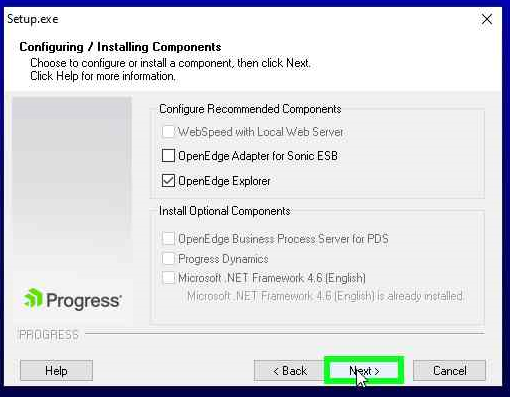 Setup.exe
Configuring / Installing Components
Choose to configure or install a component, then click Next.
Click Help for more information.
Configure Recommended Components
WebSpeed with Local Web Server
OpenEdge Adapter for Sonic ESB
OpenEdge Explorer
Install Optional Components
OpenEdge Business Process Server for PDS
Progress Dynamics
Microsoft .NET Framework 4.6 (English)
Microsoft .NET Framework 4.6 (English) is already installed.
Progress
PROGRESS
Help
< Back
Next >
Cancel